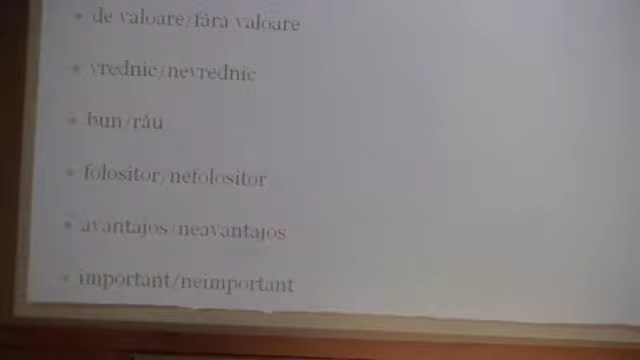 • de valoare/fără valoare
• vrednic/nevrednic
• bun/rău
• folositor/nefolositor
• avantajos/neavantajos
• important/neimportant